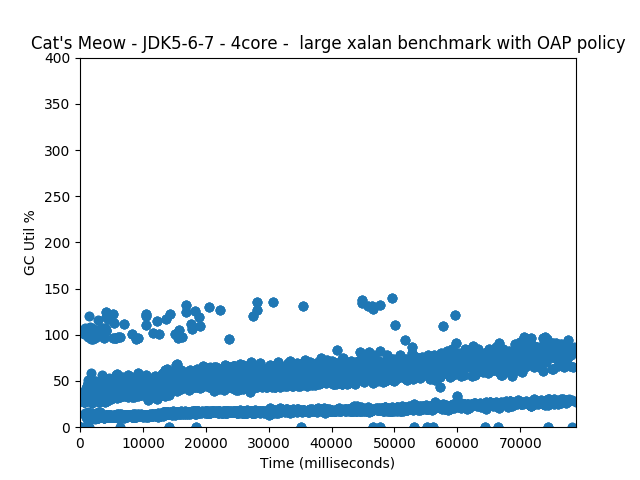 Cat's Meow - JDK5-6-7 - 4core -  large xalan benchmark with OAP policy
400
350
300
250
200
150
100
50
0
GC Util %
0 10000 20000 30000 40000 50000 60000 70000
Time (milliseconds)